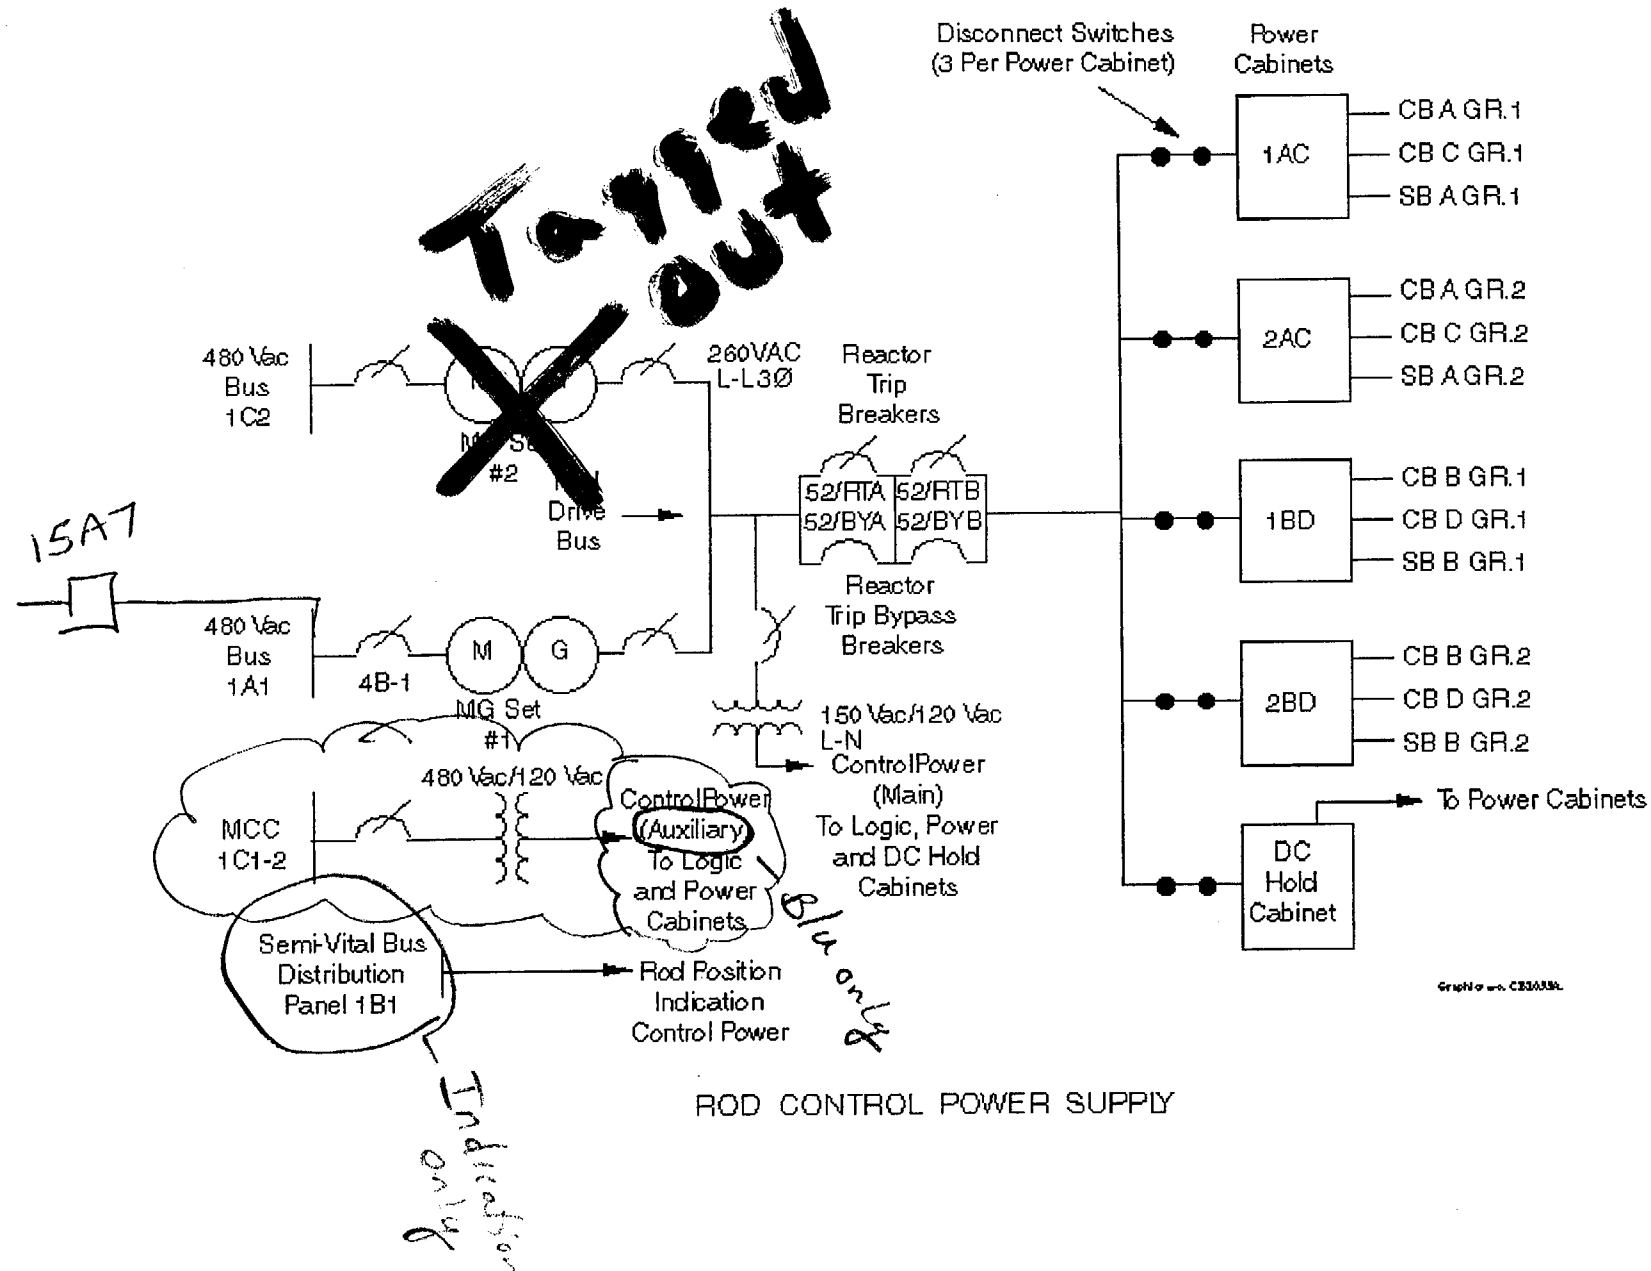 Tagged
out
Disconnect Switches
(3 Per Power Cabinet)
Power
Cabinets
1AC
CB A GR.1
CB C GR.1
SB A GR.1
2AC
CB A GR.2
CB C GR.2
SB A GR.2
1BD
CB B GR.1
CB D GR.1
SB B GR.1
2BD
CB B GR.2
CB D GR.2
SB B GR.2
DC
Hold
Cabinet
To Power Cabinets
480 Vac
Bus
1C2
#2
260VAC
L-L3Ø
Reactor
Trip
Breakers
52/RTA
52/RTB
52/BYA
52/BYB
Reactor
Trip Bypass
Breakers
Drive
Bus
15A7
480 Vac
Bus
1A1
4B-1
M
G
MG Set
#1
150 Vac/120 Vac
L-N
Control Power
(Main)
To Logic, Power
and DC Hold
Cabinets
480 Vac/120 Vac
MCC
1C1-2
Control Power
(Auxiliary)
To Logic
and Power
Cabinets
B/u only
Semi-Vital Bus
Distribution
Panel 1B1
Rod Position
Indication
Control Power
Indication
only
ROD CONTROL POWER SUPPLY